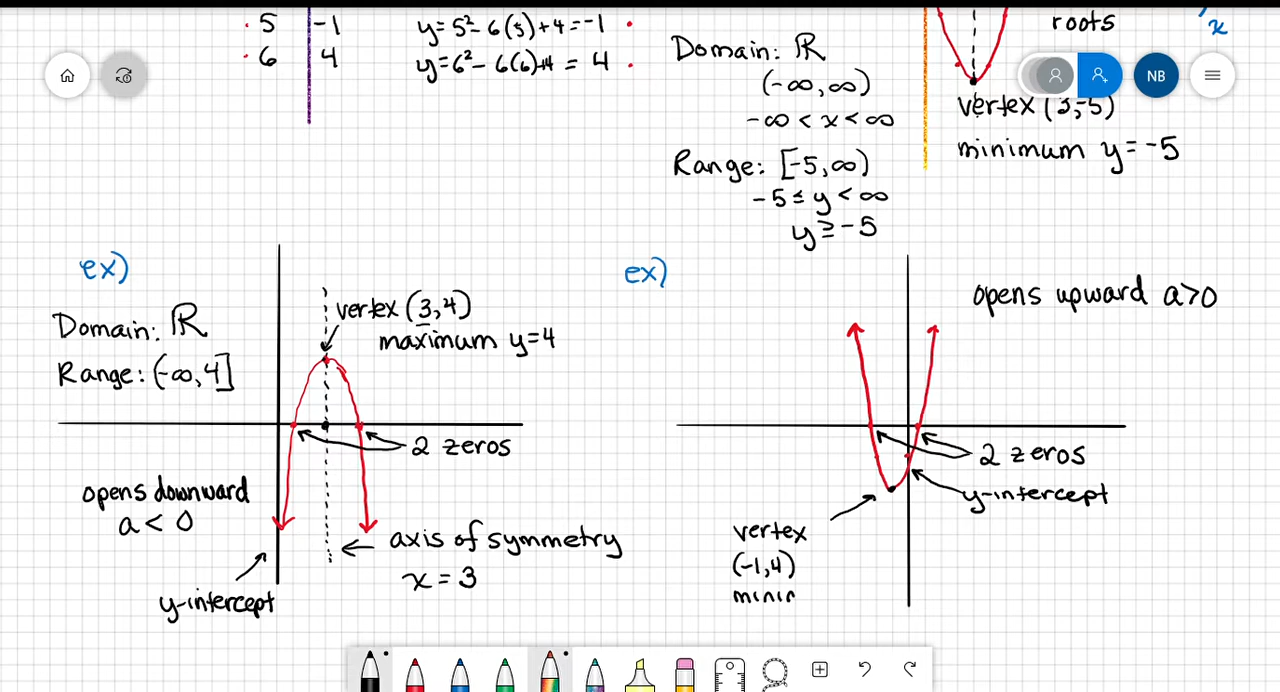 5 -1 y=5²-6(5)+4=-1
6 4 y=6²-6(6)+4=4
Domain: ℝ
(-∞,∞)
-∞<x<∞
Range: [-5,∞)
-5≤y<∞
y≥-5
roots
x
NB
vertex (3,-5)
minimum y=-5
ex)
Domain: ℝ
Range: (-∞,4]
vertex (3,4)
maximum y=4
2 zeros
opens downward
a<0
axis of symmetry
x=3
y-intercept
ex)
opens upward a>0
2 zeros
y-intercept
vertex
(-1,4)
minin